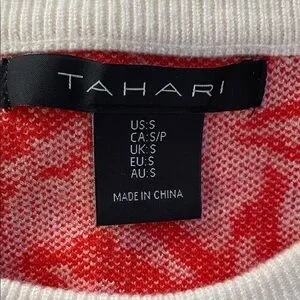 TAHARI
US:S
CA:S/P
UK:S
EU:S
AU:S
MADE IN CHINA